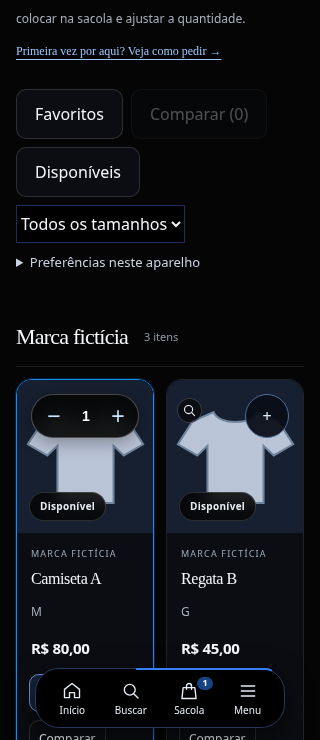 colocar na sacola e ajustar a quantidade.
Primeira vez por aqui? Veja como pedir →
Favoritos
Comparar (0)
Disponíveis
Todos os tamanhos
▶ Preferências neste aparelho
Marca fictícia 3 itens
− 1 +
+
Disponível
Disponível
MARCA FICTÍCIA
Camiseta A
M
R$ 80,00
MARCA FICTÍCIA
Regata B
G
R$ 45,00
Início
Buscar
Sacola 1
Menu
Comparar
Comparar